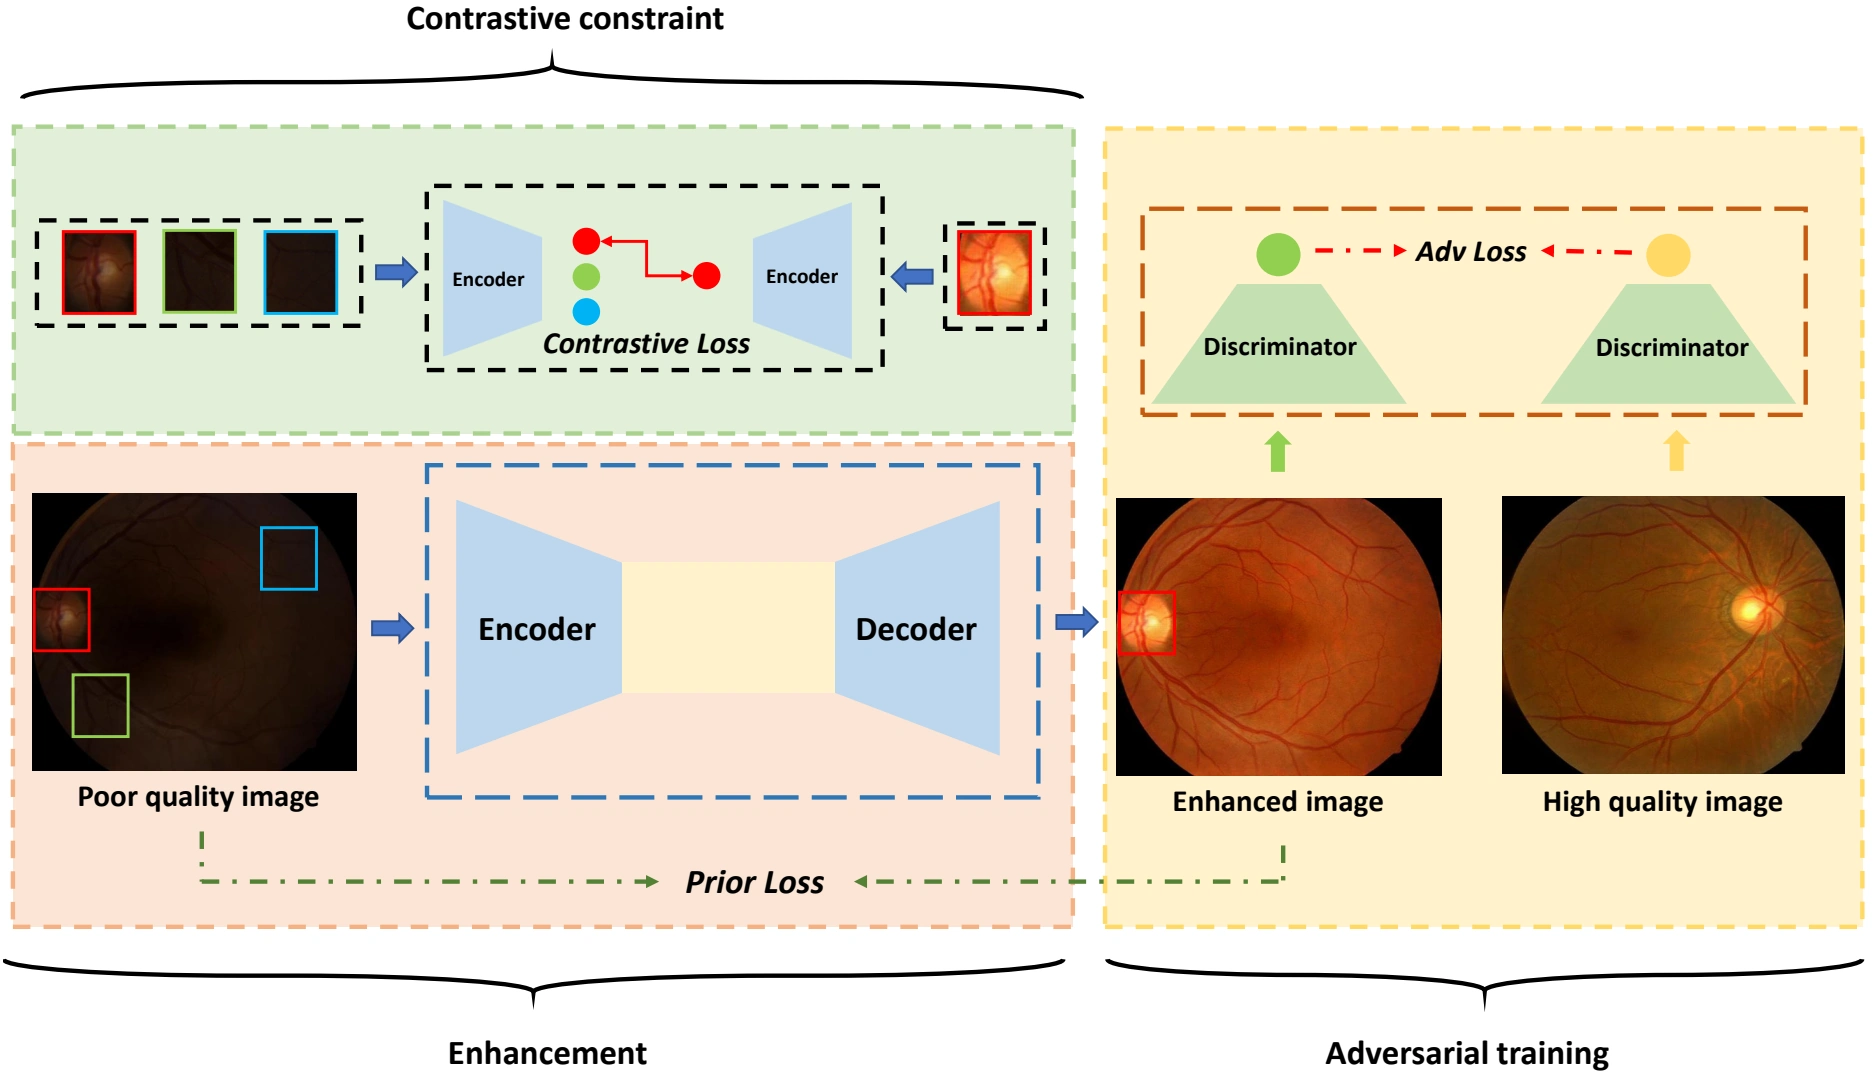 Contrastive constraint
Encoder
Encoder
Contrastive Loss
Adv Loss
Discriminator
Discriminator
Encoder
Decoder
Poor quality image
Enhanced image
High quality image
Prior Loss
Enhancement
Adversarial training